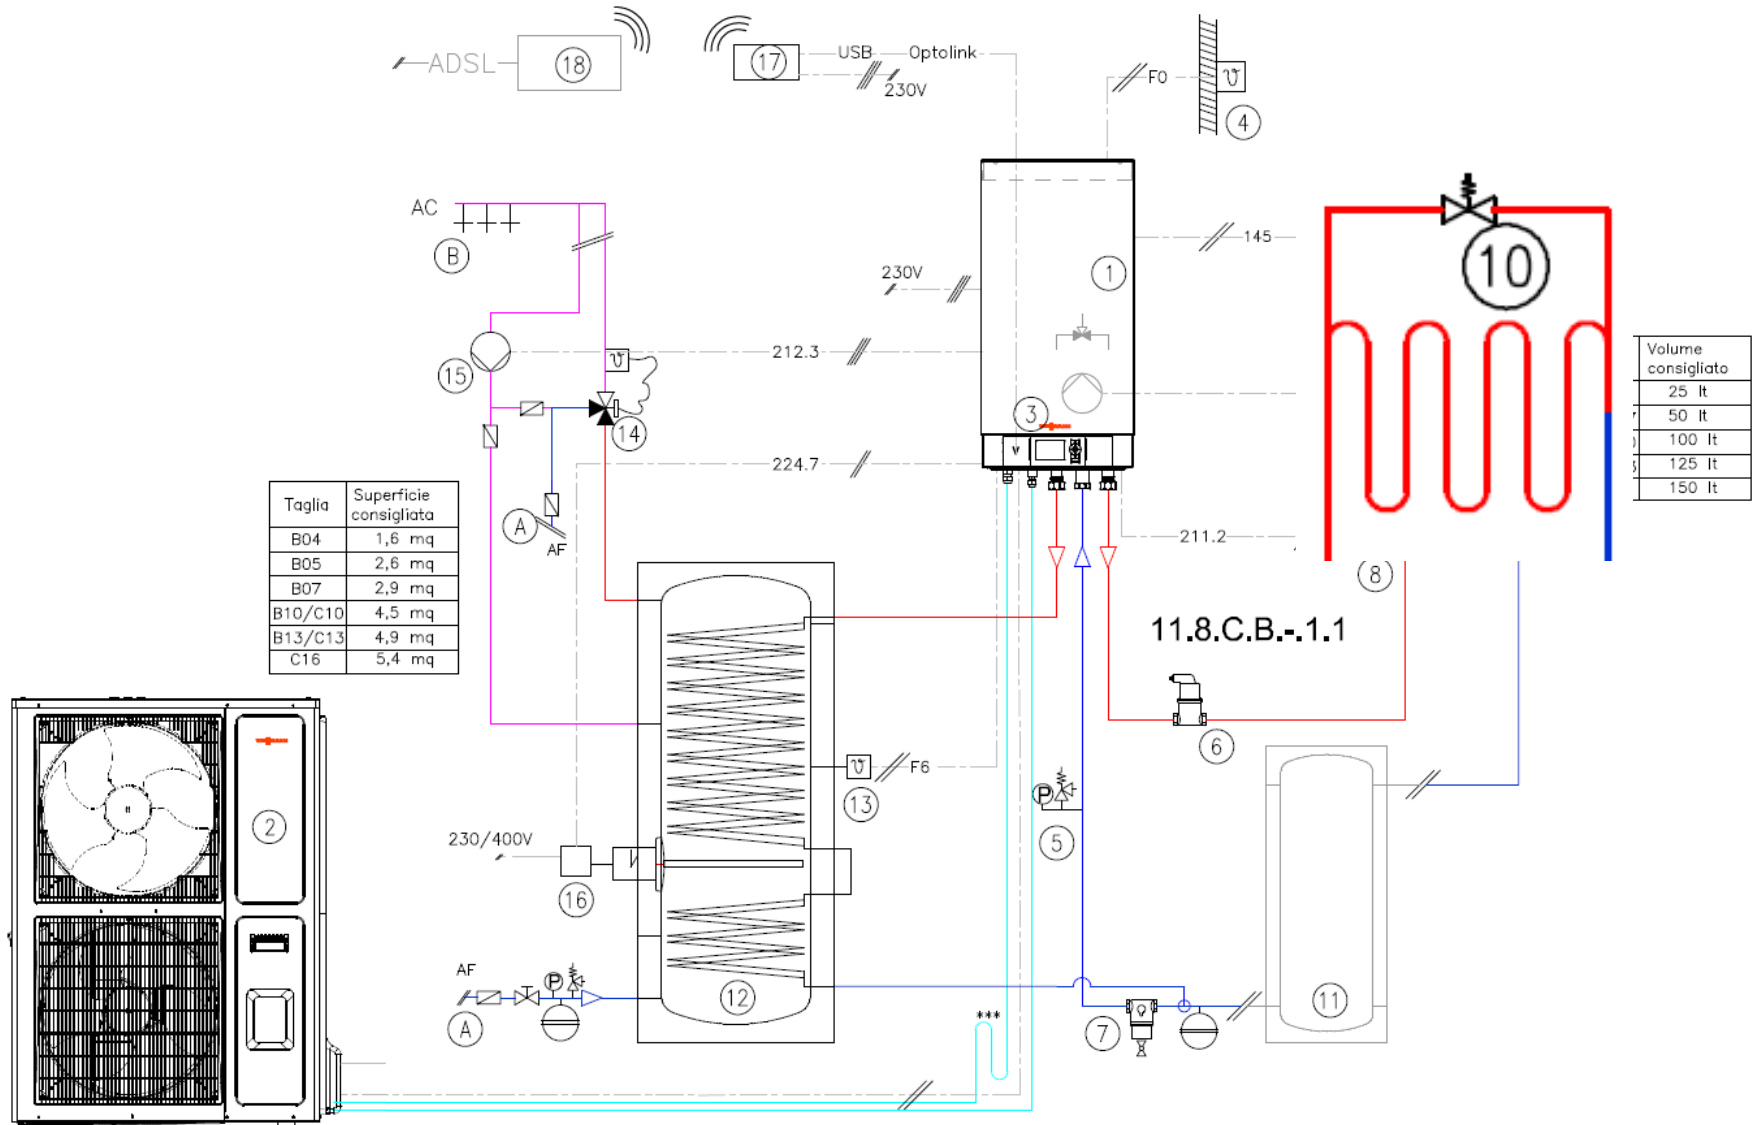 ADSL
18
17
USB
Optolink
230V
F0
4
AC
B
145
230V
1
10
15
212.3
14
3
224.7
A
AF
211.2
8
Volume
consigliato
25 lt
50 lt
100 lt
125 lt
150 lt
Taglia
Superficie
consigliata
B04
1,6 mq
B05
2,6 mq
B07
2,9 mq
B10/C10
4,5 mq
B13/C13
4,9 mq
C16
5,4 mq
11.8.C.B.-.1.1
6
2
F6
13
P
5
230/400V
16
AF
P
A
12
***
7
11